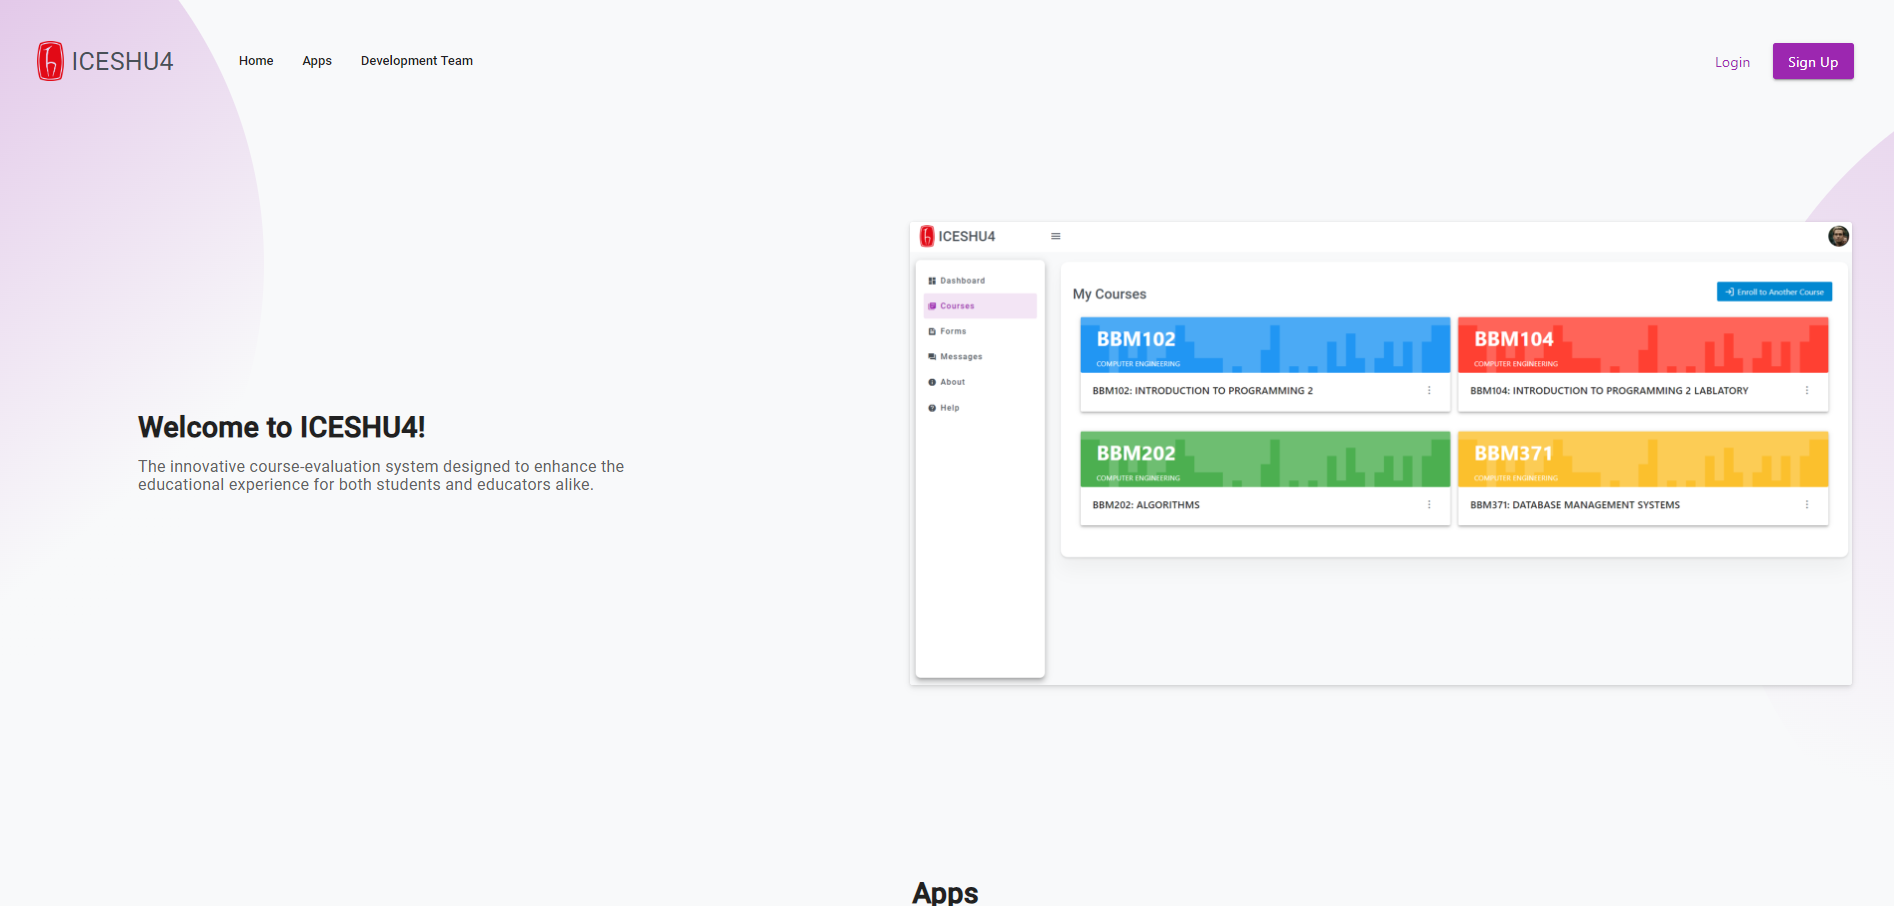 ICESHU4
Home
Apps
Development Team
Login
Sign Up
ICESHU4
Dashboard
Courses
Forms
Messages
About
Help
My Courses
Enroll to Another Course
BBM102
COMPUTER ENGINEERING
BBM102: INTRODUCTION TO PROGRAMMING 2
BBM104
COMPUTER ENGINEERING
BBM104: INTRODUCTION TO PROGRAMMING 2 LABLATORY
BBM202
COMPUTER ENGINEERING
BBM202: ALGORITHMS
BBM371
COMPUTER ENGINEERING
BBM371: DATABASE MANAGEMENT SYSTEMS
Welcome to ICESHU4!
The innovative course-evaluation system designed to enhance the
educational experience for both students and educators alike.
Apps